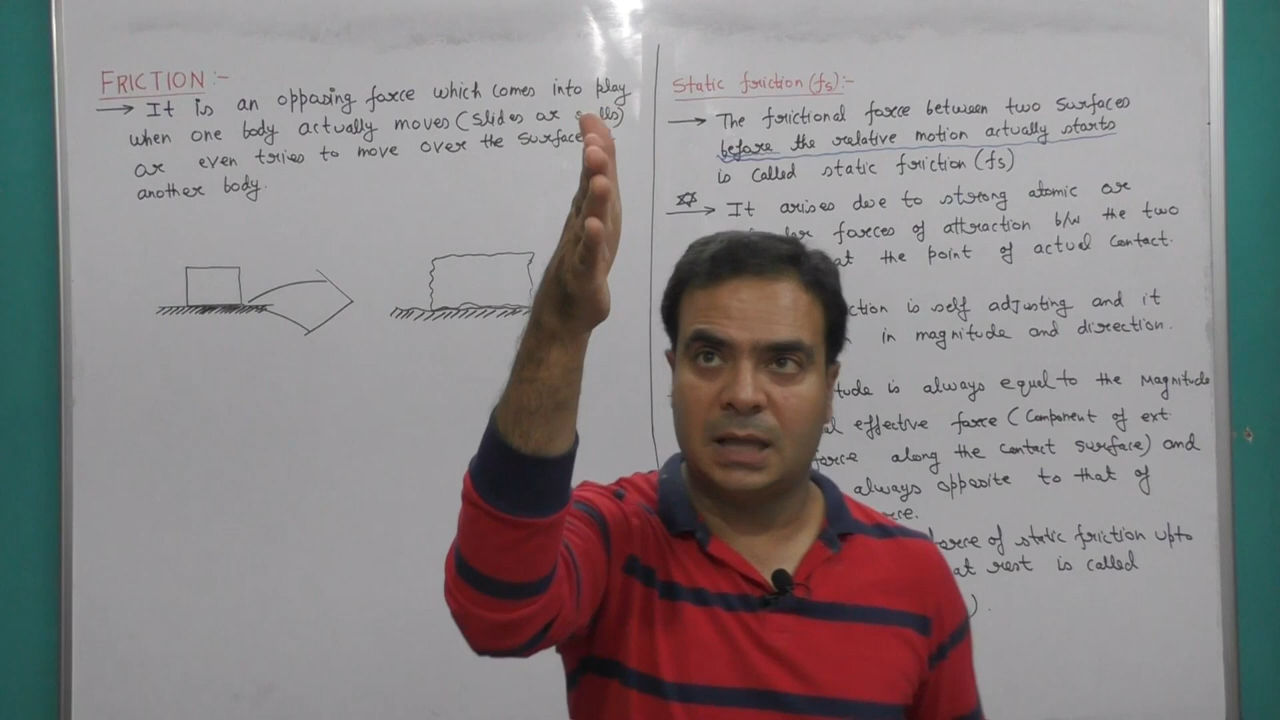 FRICTION:-
→ It is an opposing force which comes into play
when one body actually moves (slides or
or even tries to move over the surface
another body.
Static friction (fs):-
→ The frictional force between two surfaces
before the relative motion actually starts
is called static friction (fs)
→ It arises due to strong atomic or
forces of attraction b/w the two
at the point of actual contact.
is self adjusting and it
in magnitude and direction.
is always equal to the Magnitude
effective force (Component of ext
force along the contact surface) and
always opposite to that of
force of static friction upto
at rest is called
).